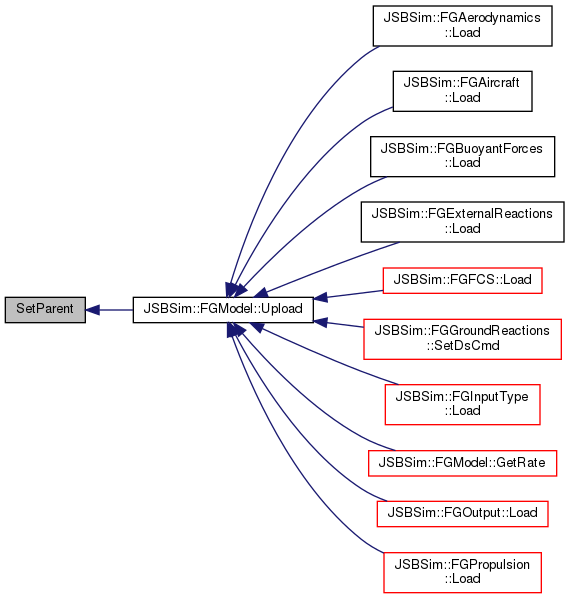 JSBSim::FGAerodynamics
::Load
JSBSim::FGAircraft
::Load
JSBSim::FGBuoyantForces
::Load
JSBSim::FGExternalReactions
::Load
JSBSim::FGFCS::Load
SetParent
JSBSim::FGModel::Upload
JSBSim::FGGroundReactions
::SetDsCmd
JSBSim::FGInputType
::Load
JSBSim::FGModel::GetRate
JSBSim::FGOutput::Load
JSBSim::FGPropulsion
::Load